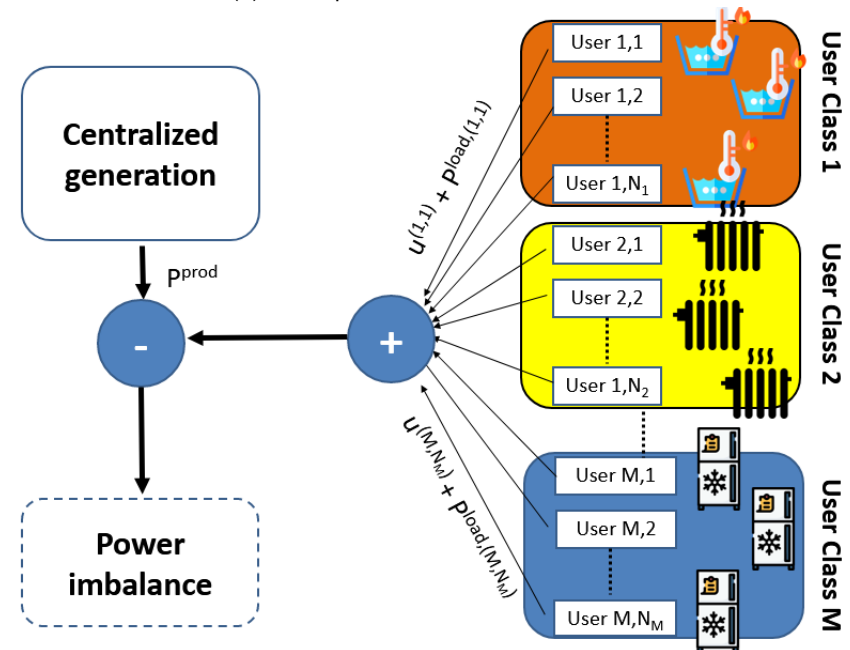 Centralized
generation
P^prod
-
+
Power
imbalance
u^(1,1) + P^load,(1,1)
u^(M,N_M) + P^load,(M,N_M)
User 1,1
User 1,2
User 1,N₁
User Class 1
User 2,1
User 2,2
User 1,N₂
User Class 2
User M,1
User M,2
User M,N_M
User Class M